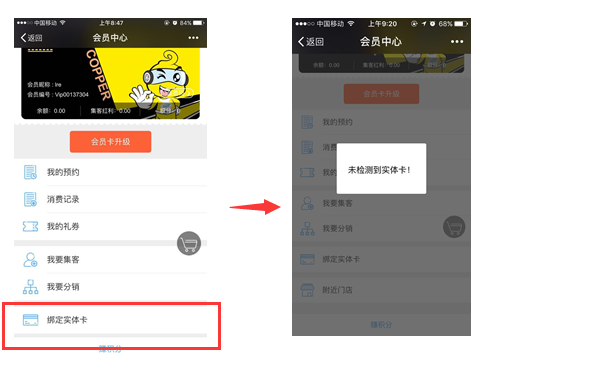 中国移动 上午8:47 84%
返回 会员中心
COPPER
会员昵称 : Ire
会员编号 : Vip00137304
余额: 0.00 集客红利: 0.00
会员卡升级
我的预约
消费记录
我的礼券
我要集客
我要分销
绑定实体卡
赚积分
中国移动 上午9:20 68%
返回 会员中心
余额: 0.00 集客红利: 0.00
会员卡升级
我的预约
消费
我的
未检测到实体卡！
我要集客
我要分销
绑定实体卡
附近门店
赚积分